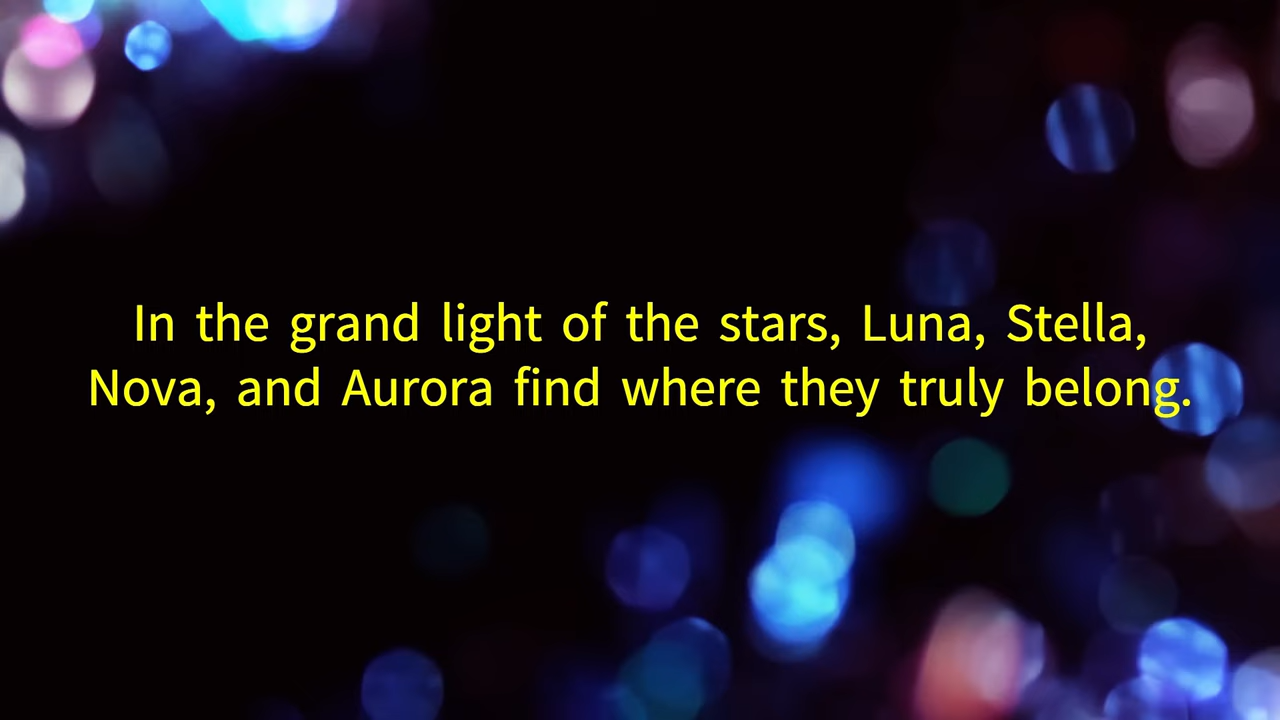 In the grand light of the stars, Luna, Stella,
Nova, and Aurora find where they truly belong.